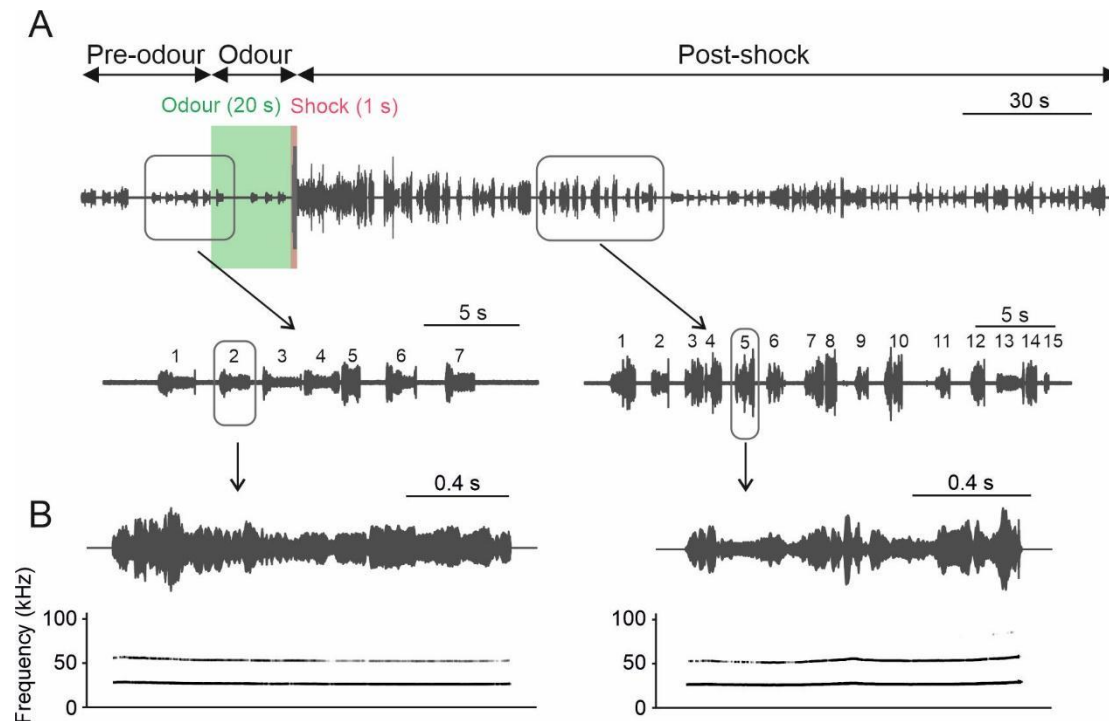 A
Pre-odour Odour Post-shock
Odour (20 s) Shock (1 s)
30 s
5 s 5 s
1 2 3 4 5 6 7
1 2 3 4 5 6 7 8 9 10 11 12 13 14 15
0.4 s 0.4 s
B
Frequency (kHz)
100
50
0
100
50
0